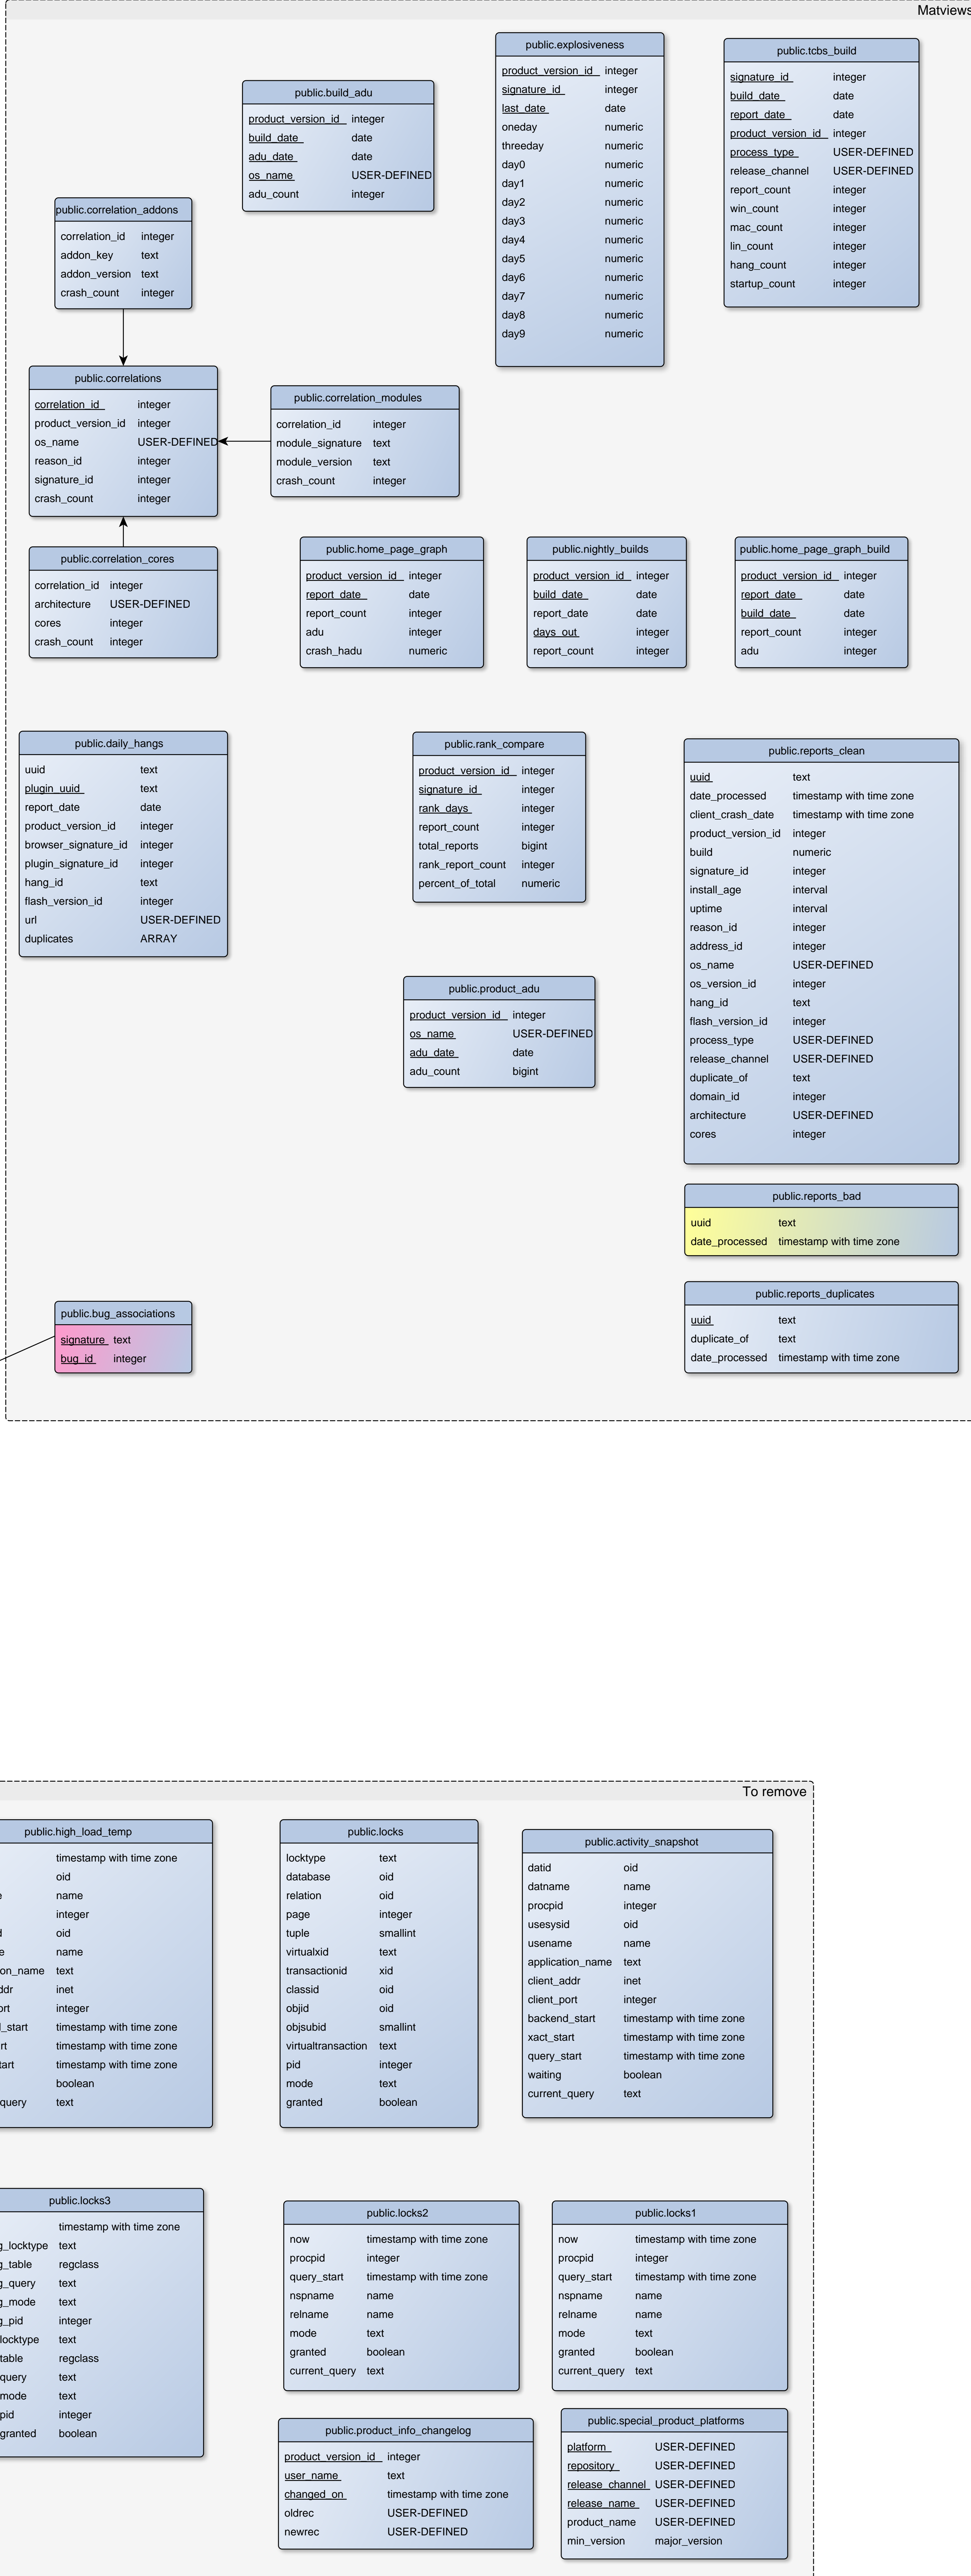 Matviews
public.explosiveness
product_version_id integer
signature_id integer
last_date date
oneday numeric
threeday numeric
day0 numeric
day1 numeric
day2 numeric
day3 numeric
day4 numeric
day5 numeric
day6 numeric
day7 numeric
day8 numeric
day9 numeric
public.tcbs_build
signature_id integer
build_date date
report_date date
product_version_id integer
process_type USER-DEFINED
release_channel USER-DEFINED
report_count integer
win_count integer
mac_count integer
lin_count integer
hang_count integer
startup_count integer
public.build_adu
product_version_id integer
build_date date
adu_date date
os_name USER-DEFINED
adu_count integer
public.correlation_addons
correlation_id integer
addon_key text
addon_version text
crash_count integer
public.correlations
correlation_id integer
product_version_id integer
os_name USER-DEFINED
reason_id integer
signature_id integer
crash_count integer
public.correlation_modules
correlation_id integer
module_signature text
module_version text
crash_count integer
public.correlation_cores
correlation_id integer
architecture USER-DEFINED
cores integer
crash_count integer
public.home_page_graph
product_version_id integer
report_date date
report_count integer
adu integer
crash_hadu numeric
public.nightly_builds
product_version_id integer
build_date date
report_date date
days_out integer
report_count integer
public.home_page_graph_build
product_version_id integer
report_date date
build_date date
report_count integer
adu integer
public.daily_hangs
uuid text
plugin_uuid text
report_date date
product_version_id integer
browser_signature_id integer
plugin_signature_id integer
hang_id text
flash_version_id integer
url USER-DEFINED
duplicates ARRAY
public.rank_compare
product_version_id integer
signature_id integer
rank_days integer
report_count integer
total_reports bigint
rank_report_count integer
percent_of_total numeric
public.reports_clean
uuid text
date_processed timestamp with time zone
client_crash_date timestamp with time zone
product_version_id integer
build numeric
signature_id integer
install_age interval
uptime interval
reason_id integer
address_id integer
os_name USER-DEFINED
os_version_id integer
hang_id text
flash_version_id integer
process_type USER-DEFINED
release_channel USER-DEFINED
duplicate_of text
domain_id integer
architecture USER-DEFINED
cores integer
public.product_adu
product_version_id integer
os_name USER-DEFINED
adu_date date
adu_count bigint
public.reports_bad
uuid text
date_processed timestamp with time zone
public.reports_duplicates
uuid text
duplicate_of text
date_processed timestamp with time zone
public.bug_associations
signature text
bug_id integer
To remove
public.high_load_temp
timestamp with time zone
oid
e name
integer
d oid
e name
on_name text
ddr inet
ort integer
_start timestamp with time zone
rt timestamp with time zone
tart timestamp with time zone
boolean
query text
public.locks
locktype text
database oid
relation oid
page integer
tuple smallint
virtualxid text
transactionid xid
classid oid
objid oid
objsubid smallint
virtualtransaction text
pid integer
mode text
granted boolean
public.activity_snapshot
datid oid
datname name
procpid integer
usesysid oid
usename name
application_name text
client_addr inet
client_port integer
backend_start timestamp with time zone
xact_start timestamp with time zone
query_start timestamp with time zone
waiting boolean
current_query text
public.locks3
timestamp with time zone
g_locktype text
g_table regclass
g_query text
g_mode text
g_pid integer
locktype text
table regclass
query text
mode text
pid integer
granted boolean
public.locks2
now timestamp with time zone
procpid integer
query_start timestamp with time zone
nspname name
relname name
mode text
granted boolean
current_query text
public.locks1
now timestamp with time zone
procpid integer
query_start timestamp with time zone
nspname name
relname name
mode text
granted boolean
current_query text
public.product_info_changelog
product_version_id integer
user_name text
changed_on timestamp with time zone
oldrec USER-DEFINED
newrec USER-DEFINED
public.special_product_platforms
platform USER-DEFINED
repository USER-DEFINED
release_channel USER-DEFINED
release_name USER-DEFINED
product_name USER-DEFINED
min_version major_version